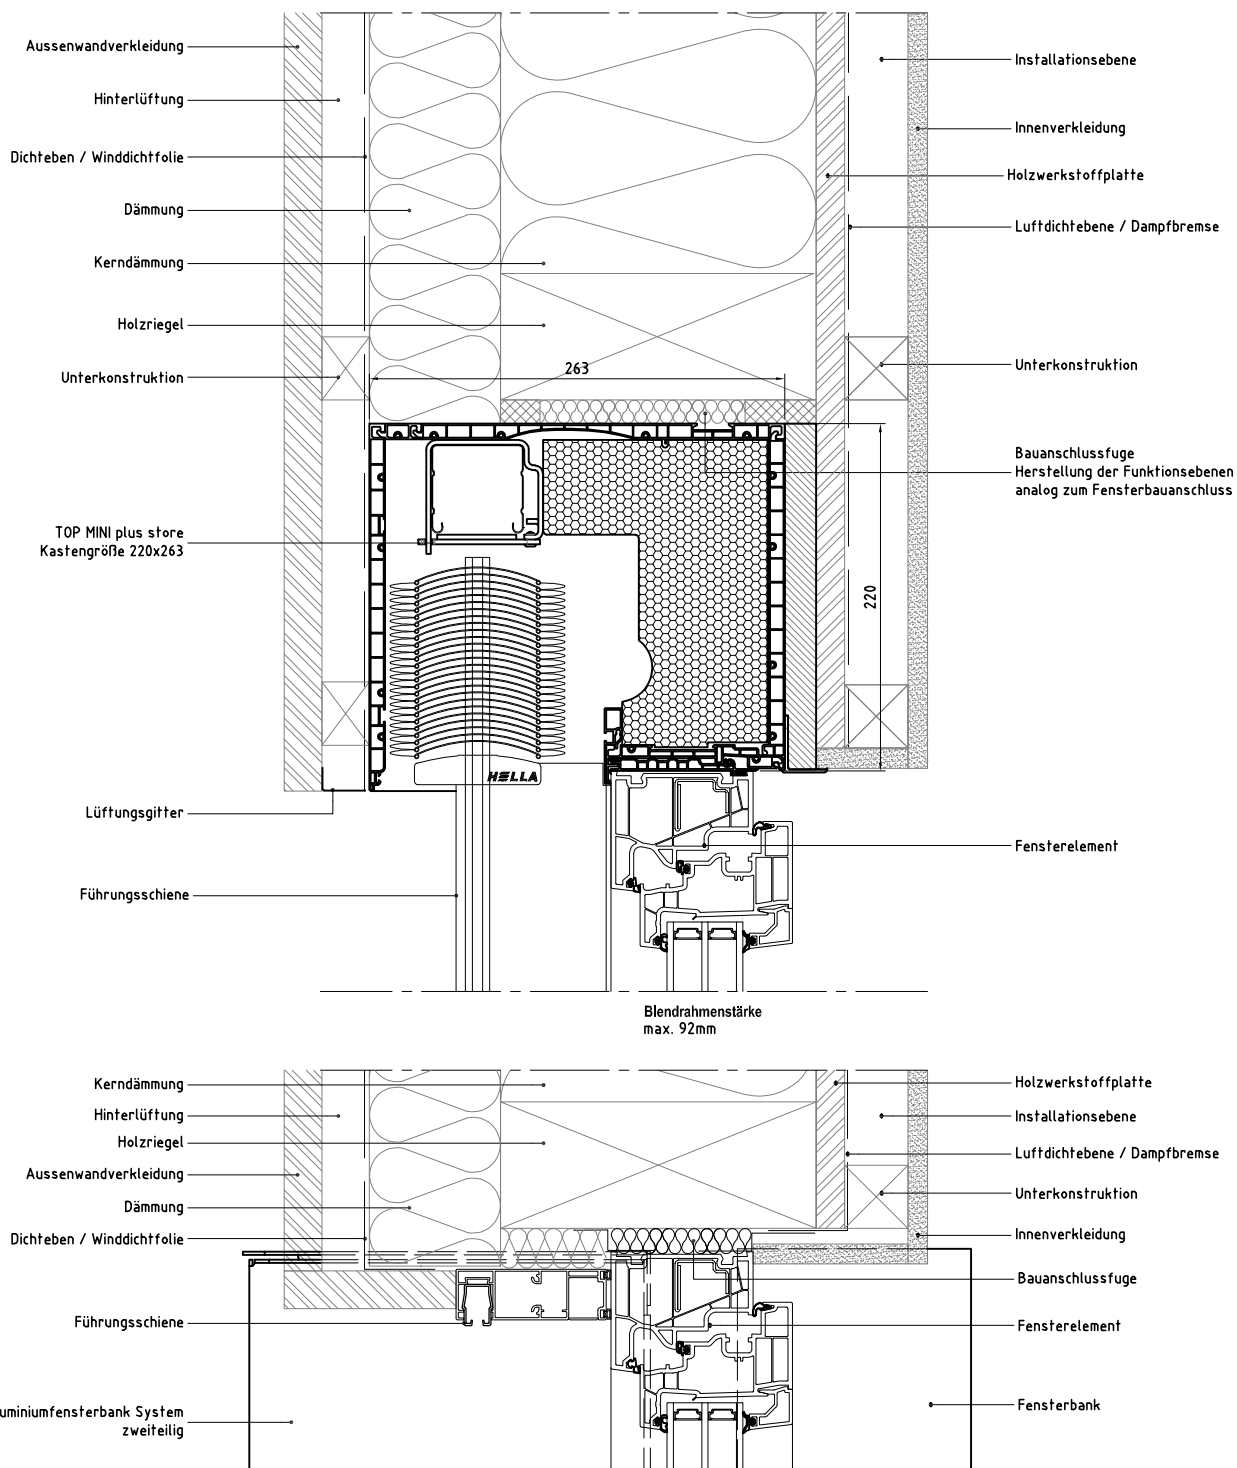 Aussenwandverkleidung
Hinterlüftung
Dichteben / Winddichtfolie
Dämmung
Kerndämmung
Holzriegel
Unterkonstruktion
TOP MINI plus store
Kastengröße 220x263
Lüftungsgitter
Führungsschiene
263
220
HELLA
Installationsebene
Innenverkleidung
Holzwerkstoffplatte
Luftdichtebene / Dampfbremse
Unterkonstruktion
Bauanschlussfuge
Herstellung der Funktionsebenen
analog zum Fensterbauanschluss
Fensterelement
Blendrahmenstärke
max. 92mm
Kerndämmung
Hinterlüftung
Holzriegel
Aussenwandverkleidung
Dämmung
Dichteben / Winddichtfolie
Führungsschiene
uminiumfensterbank System
zweiteilig
Holzwerkstoffplatte
Installationsebene
Luftdichtebene / Dampfbremse
Unterkonstruktion
Innenverkleidung
Bauanschlussfuge
Fensterelement
Fensterbank